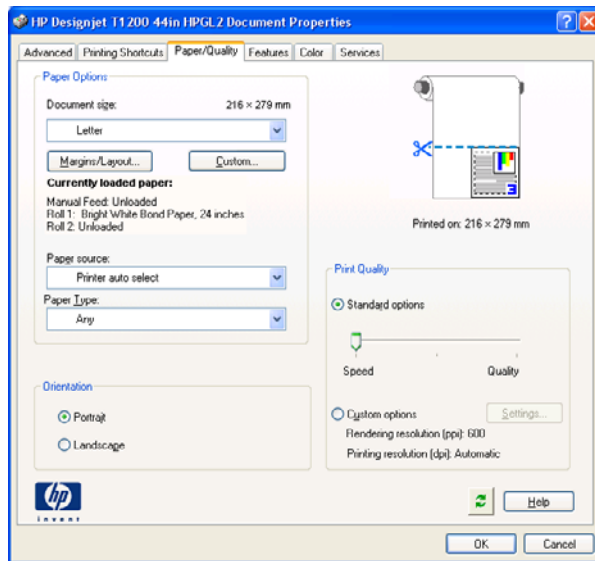 HP Designjet T1200 44in HPGL2 Document Properties
Advanced Printing Shortcuts Paper/Quality Features Color Services
Paper Options
Document size: 216 × 279 mm
Letter
Margins/Layout... Custom...
Currently loaded paper:
Manual Feed: Unloaded
Roll 1: Bright White Bond Paper, 24 inches
Roll 2: Unloaded
Paper source:
Printer auto select
Paper Type:
Any
3
Printed on: 216 × 279 mm
Print Quality
Standard options
Speed Quality
Custom options Settings...
Rendering resolution (ppi): 600
Printing resolution (dpi): Automatic
Orientation
Portrait
Landscape
hp
invent
Help
OK Cancel